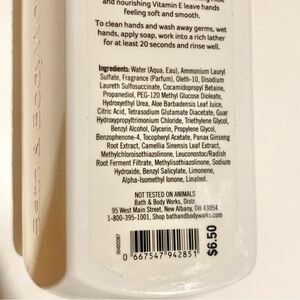 and nourishing Vitamin E leave hands
feeling soft and smooth.
To clean hands and wash away germs, wet
hands, apply soap, work into a rich lather
for at least 20 seconds and rinse well.
Ingredients: Water (Aqua, Eau), Ammonium Lauryl
Sulfate, Fragrance (Parfum), Oleth-10, Disodium
Laureth Sulfosuccinate, Cocamidopropyl Betaine,
Propanediol, PEG-120 Methyl Glucose Dioleate,
Hydroxyethyl Urea, Aloe Barbadensis Leaf Juice,
Citric Acid, Tetrasodium Glutamate Diacetate, Guar
Hydroxypropyltrimonium Chloride, Triethylene Glycol,
Benzyl Alcohol, Glycerin, Propylene Glycol,
Benzophenone-4, Tocopheryl Acetate, Panax Ginseng
Root Extract, Camellia Sinensis Leaf Extract,
Methylchloroisothiazolinone, Leuconostoc/Radish
Root Ferment Filtrate, Methylisothiazolinone, Sodium
Hydroxide, Benzyl Salicylate, Limonene,
Alpha-Isomethyl Ionone, Linalool.
NOT TESTED ON ANIMALS
Bath & Body Works, Distr.
95 West Main Street, New Albany, OH 43054
1-800-395-1001, Shop bathandbodyworks.com
0 667547 942851
$6.50
Bath & Body Works